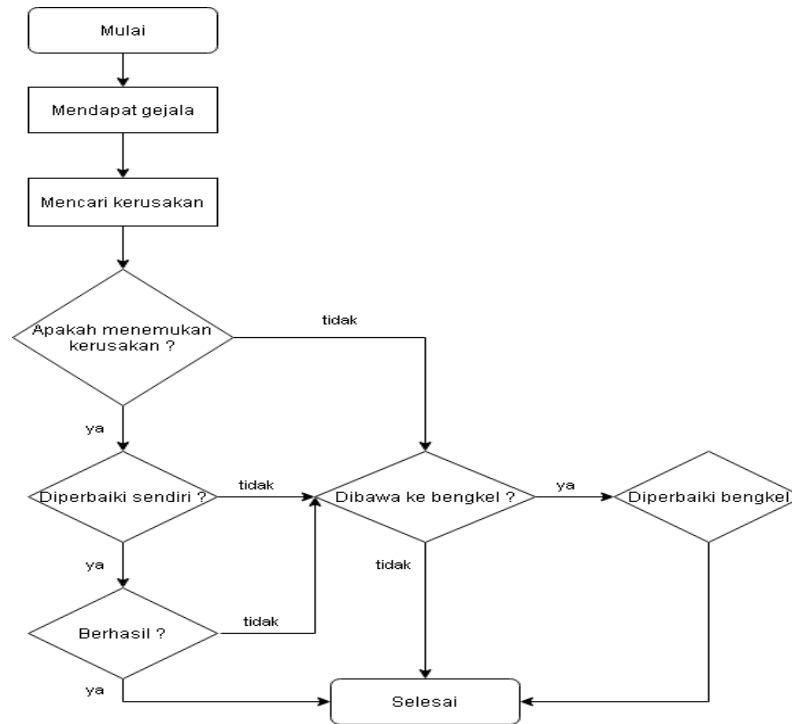 Mulai
Mendapat gejala
Mencari kerusakan
Apakah menemukan
kerusakan ?
tidak
ya
Diperbaiki sendiri ?
tidak
Dibawa ke bengkel ?
ya
Diperbaiki bengkel
ya
tidak
Berhasil ?
tidak
ya
Selesai